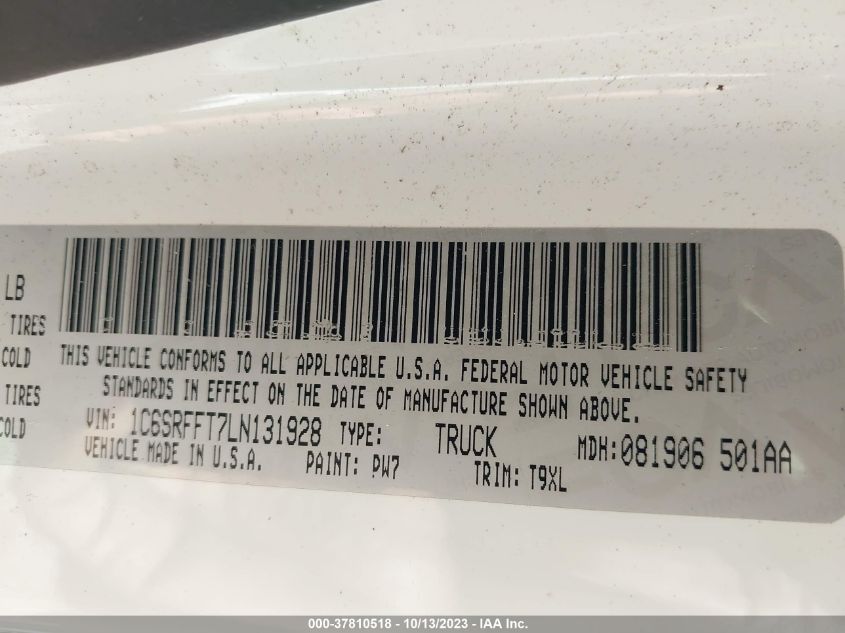 LB
TIRES
COLD
TIRES
COLD
THIS VEHICLE CONFORMS TO ALL APPLICABLE U.S.A. FEDERAL MOTOR VEHICLE SAFETY
STANDARDS IN EFFECT ON THE DATE OF MANUFACTURE SHOWN ABOVE.
VIN: 1C6SRFFT7LN131928 TYPE: TRUCK MDH:081906 501AA
VEHICLE MADE IN U.S.A. PAINT: PW7 TRIM: T9XL
000-37810518 - 10/13/2023 - IAA Inc.